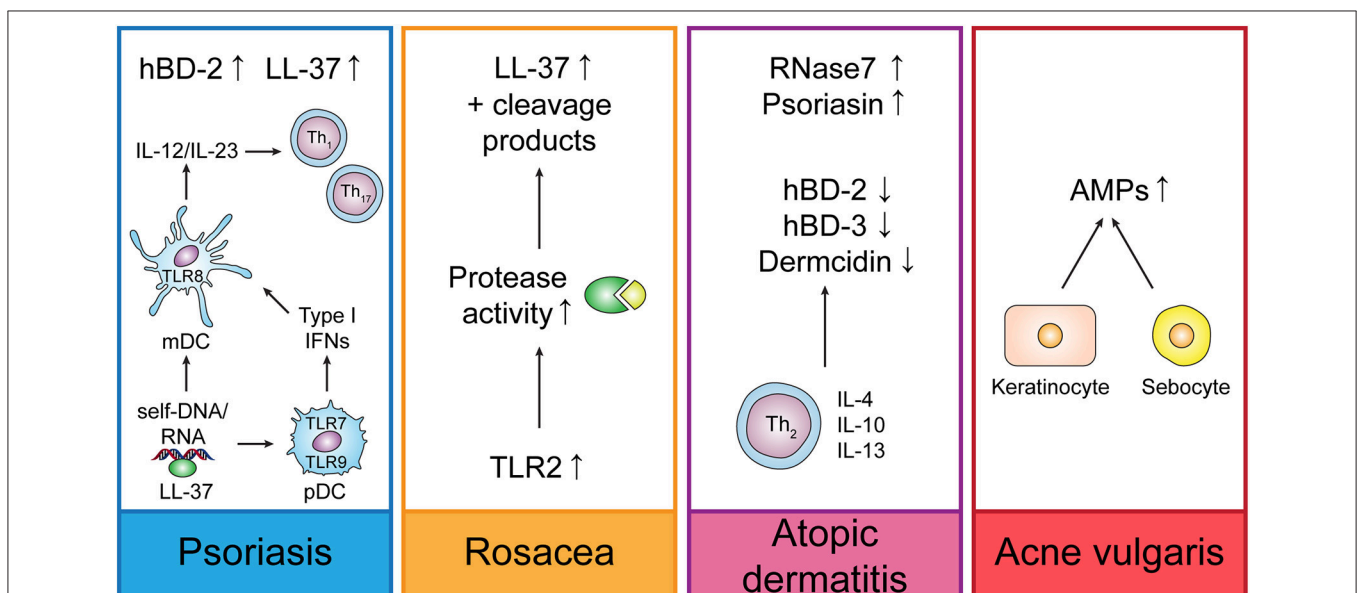 hBD-2 ↑ LL-37 ↑
IL-12/IL-23
Th1
Th17
TLR8
mDC
Type I
IFNs
self-DNA/
RNA
LL-37
TLR7
TLR9
pDC
Psoriasis
LL-37 ↑
+ cleavage
products
Protease
activity ↑
TLR2 ↑
Rosacea
RNase7 ↑
Psoriasin ↑
hBD-2 ↓
hBD-3 ↓
Dermcidin ↓
Th2
IL-4
IL-10
IL-13
Atopic
dermatitis
AMPs ↑
Keratinocyte
Sebocyte
Acne vulgaris